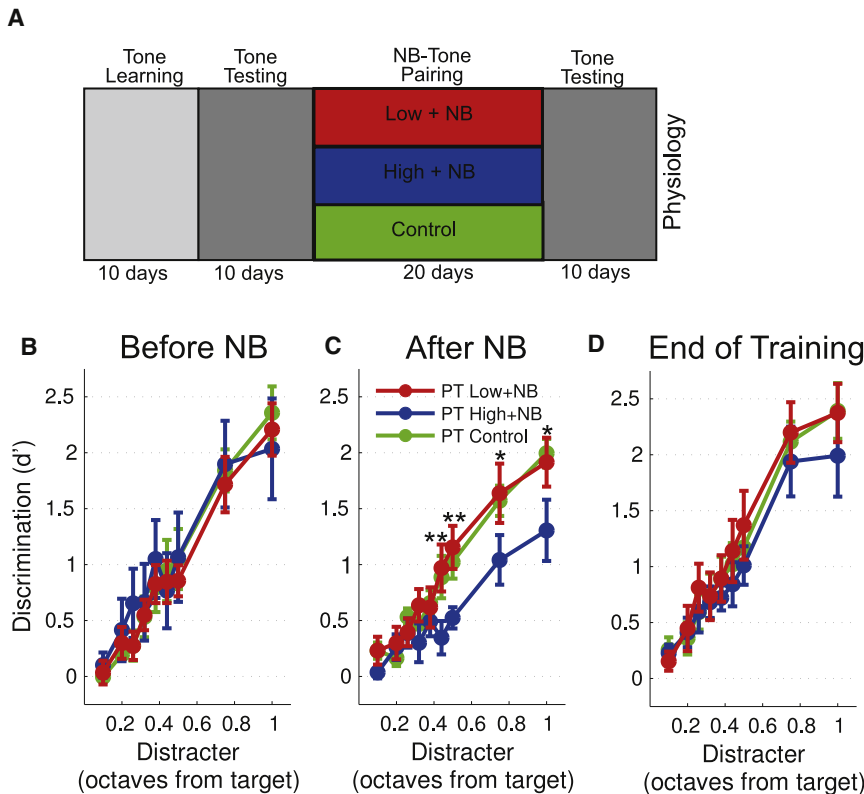 A
Tone Learning
Tone Testing
NB-Tone Pairing
Tone Testing
Low + NB
High + NB
Control
Physiology
10 days
10 days
20 days
10 days
B
Before NB
C
After NB
D
End of Training
Discrimination (d')
2.5
2
1.5
1
0.5
0
0.2 0.4 0.6 0.8 1
Distracter
(octaves from target)
2.5
2
1.5
1
0.5
0
PT Low+NB
PT High+NB
PT Control
**
**
*
*
0.2 0.4 0.6 0.8 1
Distracter
(octaves from target)
2.5
2
1.5
1
0.5
0
0.2 0.4 0.6 0.8 1
Distracter
(octaves from target)